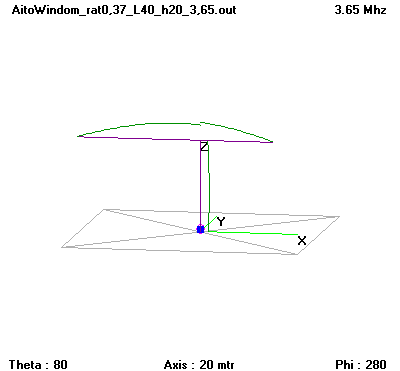 AitoWindom_rat0,37_L40_h20_3,65.out 3.65 Mhz
Z
Y
X
Theta : 80 Axis : 20 mtr Phi : 280